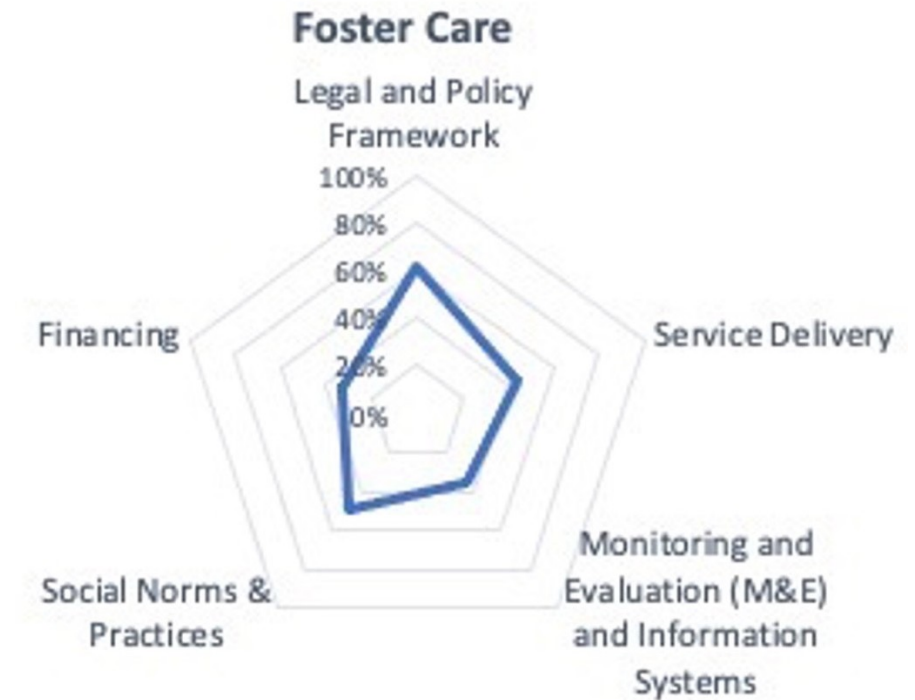 Foster Care
Legal and Policy
Framework
100%
80%
60%
40%
20%
0%
Financing
Service Delivery
Monitoring and
Evaluation (M&E)
and Information
Systems
Social Norms &
Practices